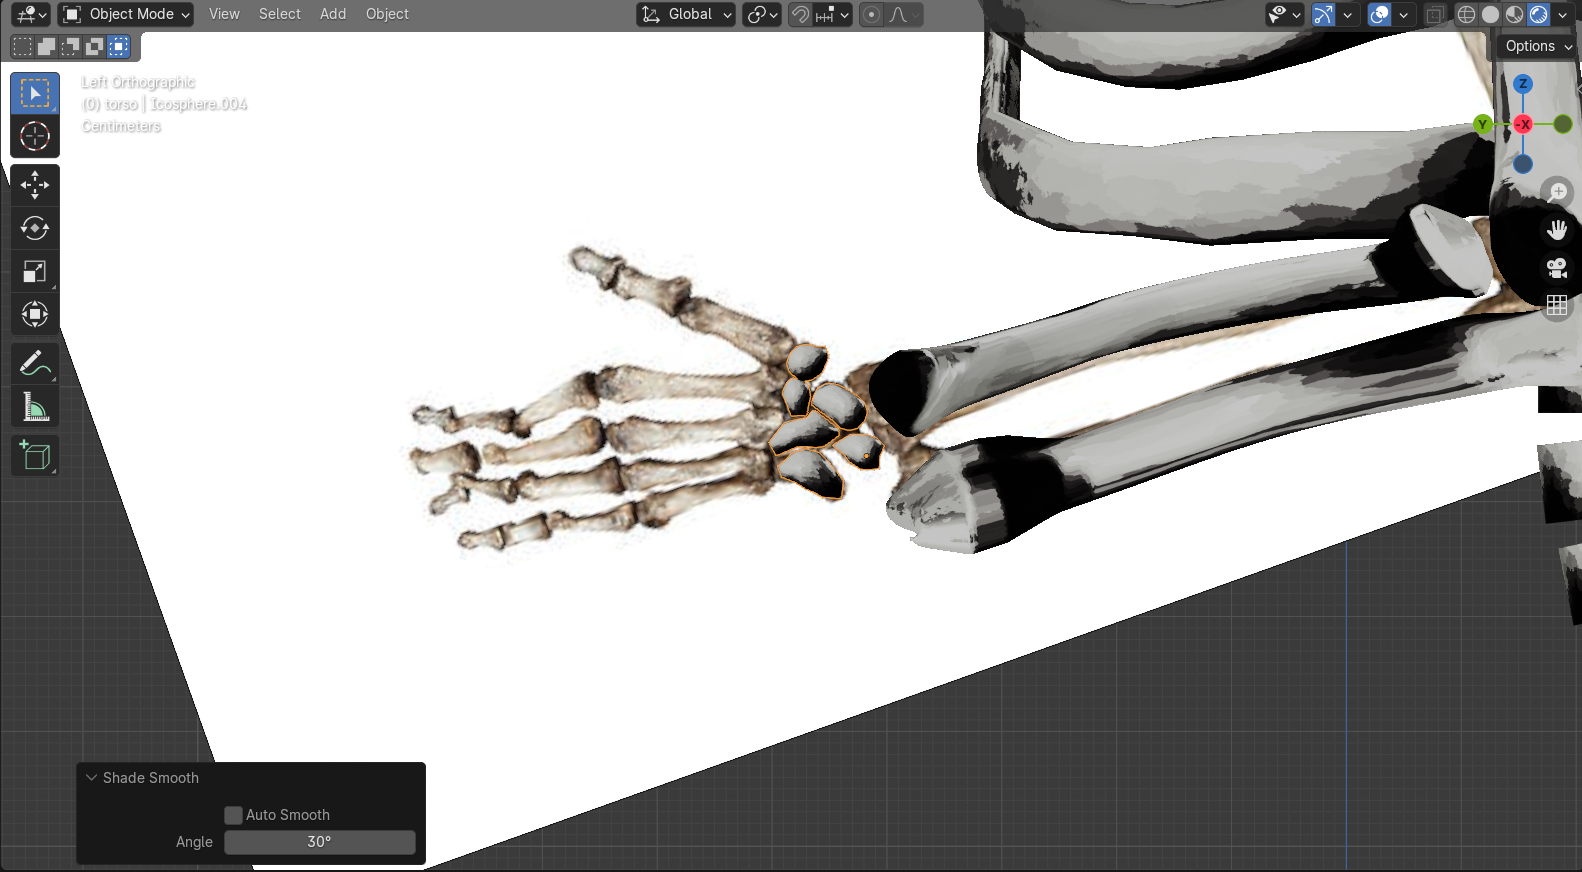 Object Mode View Select Add Object Global
Options
Left Orthographic
(0) torso | Icosphere.004
Centimeters
Z
Y
-X
Shade Smooth
Auto Smooth
Angle 30°